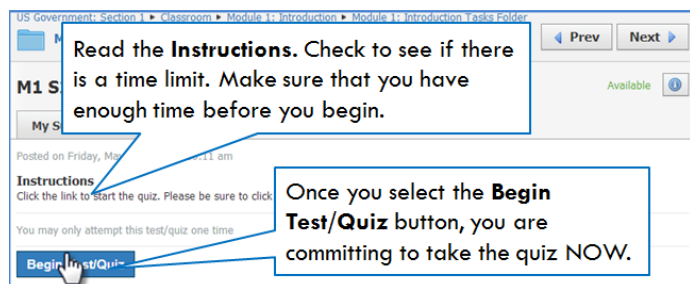 US Government: Section 1 ▸ Classroom ▸ Module 1: Introduction ▸ Module 1: Introduction Tasks Folder
Prev Next
Read the Instructions. Check to see if there
is a time limit. Make sure that you have
enough time before you begin.
M1 Available
My
Posted on Friday, :11 am
Instructions
Click the link to start the quiz. Please be sure to click
You may only attempt this test/quiz one time
Begin Test/Quiz
Once you select the Begin
Test/Quiz button, you are
committing to take the quiz NOW.